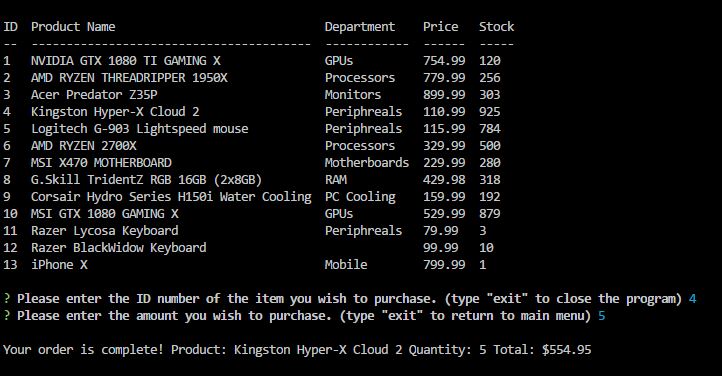 ID  Product Name                             Department    Price   Stock
--  ----------------------------------------  ------------  ------  -----
1   NVIDIA GTX 1080 TI GAMING X              GPUs          754.99  120
2   AMD RYZEN THREADRIPPER 1950X             Processors    779.99  256
3   Acer Predator Z35P                       Monitors      899.99  303
4   Kingston Hyper-X Cloud 2                 Periphreals   110.99  925
5   Logitech G-903 Lightspeed mouse          Periphreals   115.99  784
6   AMD RYZEN 2700X                          Processors    329.99  500
7   MSI X470 MOTHERBOARD                     Motherboards  229.99  280
8   G.Skill TridentZ RGB 16GB (2x8GB)        RAM           429.98  318
9   Corsair Hydro Series H150i Water Cooling  PC Cooling    159.99  192
10  MSI GTX 1080 GAMING X                    GPUs          529.99  879
11  Razer Lycosa Keyboard                    Periphreals   79.99   3
12  Razer BlackWidow Keyboard                              99.99   10
13  iPhone X                                 Mobile        799.99  1
? Please enter the ID number of the item you wish to purchase. (type "exit" to close the program) 4
? Please enter the amount you wish to purchase. (type "exit" to return to main menu) 5
Your order is complete! Product: Kingston Hyper-X Cloud 2 Quantity: 5 Total: $554.95